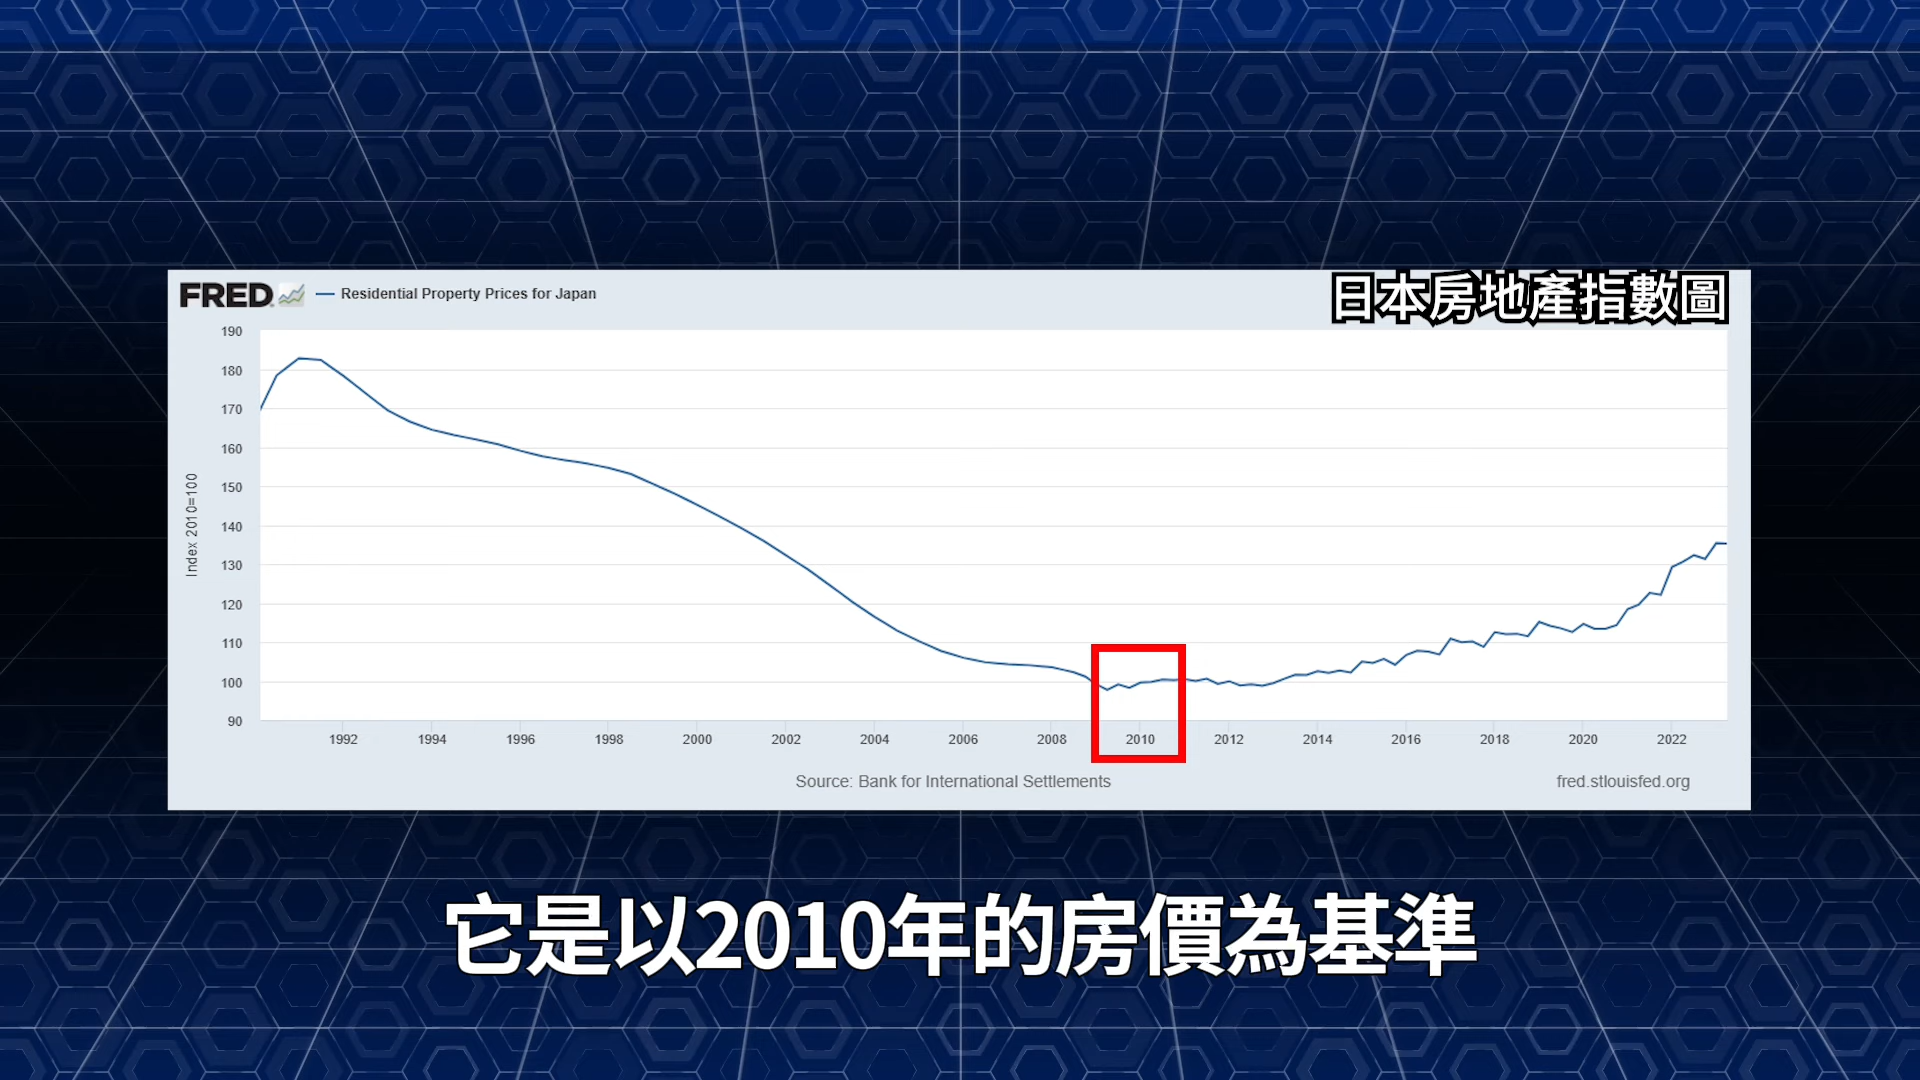 FRED
Residential Property Prices for Japan
日本房地產指數圖
Index 2010=100
190
180
170
160
150
140
130
120
110
100
90
1992 1994 1996 1998 2000 2002 2004 2006 2008 2010 2012 2014 2016 2018 2020 2022
Source: Bank for International Settlements
fred.stlouisfed.org
它是以2010年的房價為基準